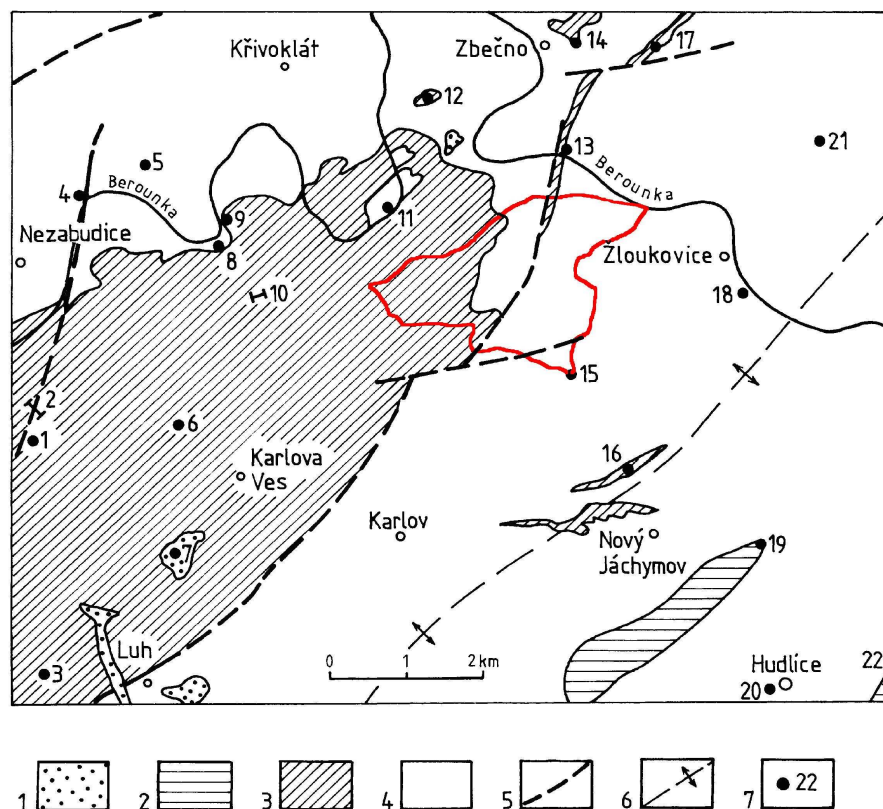 Křivoklát
Zbečno
14
17
12
13
21
5
4
Berounka
Berounka
9
11
Nezabudice
8
Žloukovice
10
18
2
15
1
6
16
Karlova
Ves
Karlov
Nový
Jáchymov
19
7
Luh
0 1 2 km
3
Hudlice
20
22
1 2 3 4 5 6 7 22